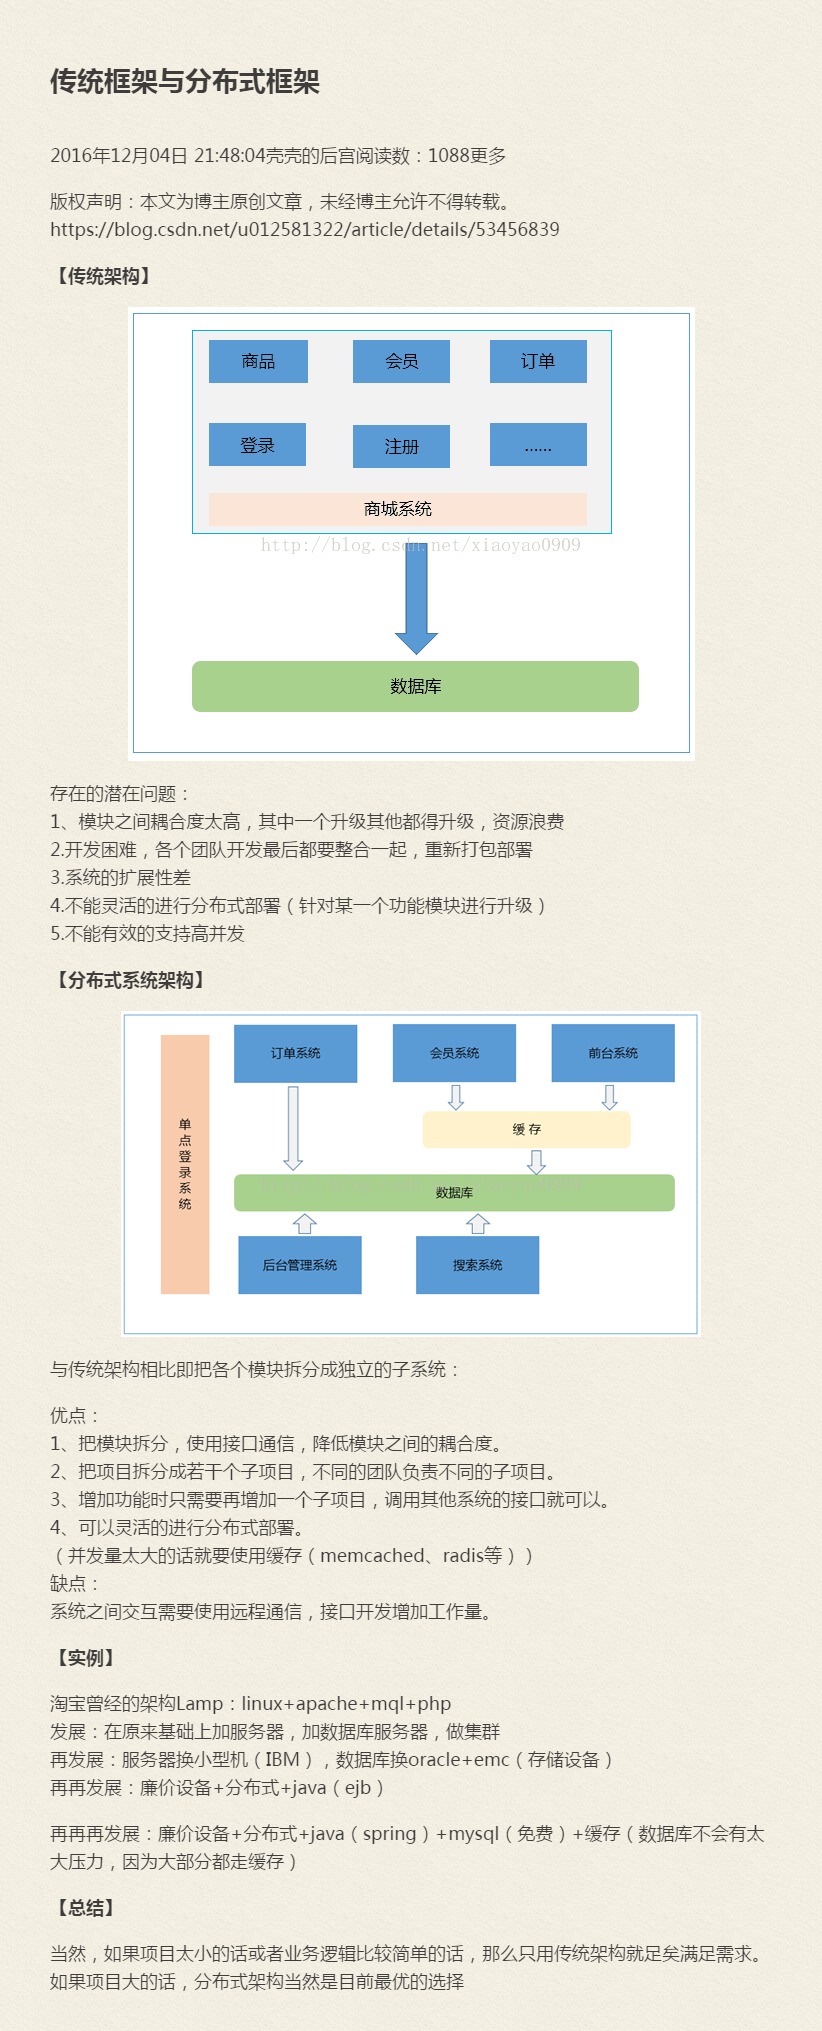 传统框架与分布式框架
2016年12月04日 21:48:04壳壳的后宫阅读数：1088更多
版权声明：本文为博主原创文章，未经博主允许不得转载。
https://blog.csdn.net/u012581322/article/details/53456839
【传统架构】
商品
会员
订单
登录
注册
......
商城系统
http://blog.csdn.net/xiaoyao0909
数据库
存在的潜在问题：
1、模块之间耦合度太高，其中一个升级其他都得升级，资源浪费
2.开发困难，各个团队开发最后都要整合一起，重新打包部署
3.系统的扩展性差
4.不能灵活的进行分布式部署（针对某一个功能模块进行升级）
5.不能有效的支持高并发
【分布式系统架构】
单点登录系统
订单系统
会员系统
前台系统
缓 存
数据库
后台管理系统
搜索系统
与传统架构相比即把各个模块拆分成独立的子系统：
优点：
1、把模块拆分，使用接口通信，降低模块之间的耦合度。
2、把项目拆分成若干个子项目，不同的团队负责不同的子项目。
3、增加功能时只需要再增加一个子项目，调用其他系统的接口就可以。
4、可以灵活的进行分布式部署。
（并发量太大的话就要使用缓存（memcached、radis等））
缺点：
系统之间交互需要使用远程通信，接口开发增加工作量。
【实例】
淘宝曾经的架构Lamp：linux+apache+mql+php
发展：在原来基础上加服务器，加数据库服务器，做集群
再发展：服务器换小型机（IBM），数据库换oracle+emc（存储设备）
再再发展：廉价设备+分布式+java（ejb）
再再再发展：廉价设备+分布式+java（spring）+mysql（免费）+缓存（数据库不会有太
大压力，因为大部分都走缓存）
【总结】
当然，如果项目太小的话或者业务逻辑比较简单的话，那么只用传统架构就足矣满足需求。
如果项目大的话，分布式架构当然是目前最优的选择